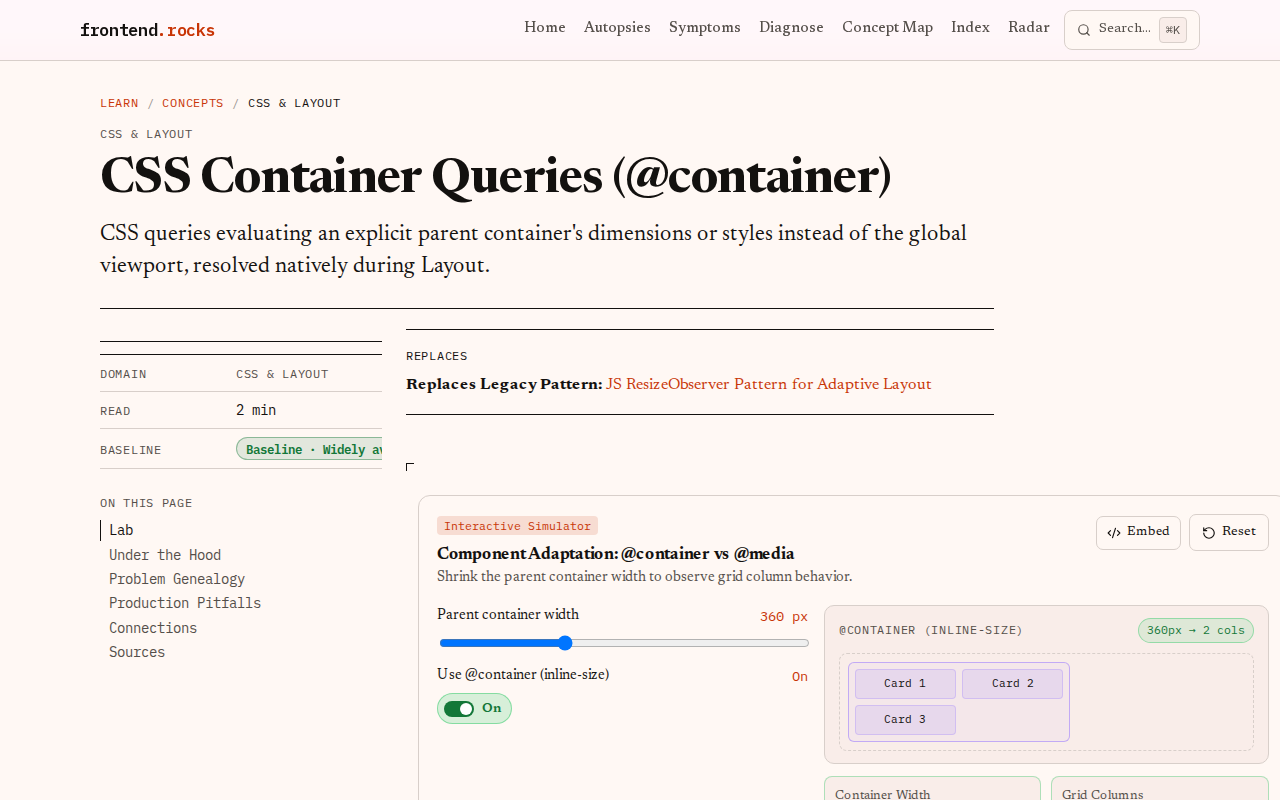 frontend.rocks
Home Autopsies Symptoms Diagnose Concept Map Index Radar Search... ⌘K
LEARN / CONCEPTS / CSS & LAYOUT
CSS & LAYOUT
CSS Container Queries (@container)
CSS queries evaluating an explicit parent container's dimensions or styles instead of the global
viewport, resolved natively during Layout.
DOMAIN CSS & LAYOUT
READ 2 min
BASELINE Baseline · Widely
ON THIS PAGE
Lab
Under the Hood
Problem Genealogy
Production Pitfalls
Connections
Sources
REPLACES
Replaces Legacy Pattern: JS ResizeObserver Pattern for Adaptive Layout
Interactive Simulator
Embed Reset
Component Adaptation: @container vs @media
Shrink the parent container width to observe grid column behavior.
Parent container width 360 px
Use @container (inline-size) On
On
@CONTAINER (INLINE-SIZE) 360px → 2 cols
Card 1 Card 2
Card 3
Container Width Grid Columns